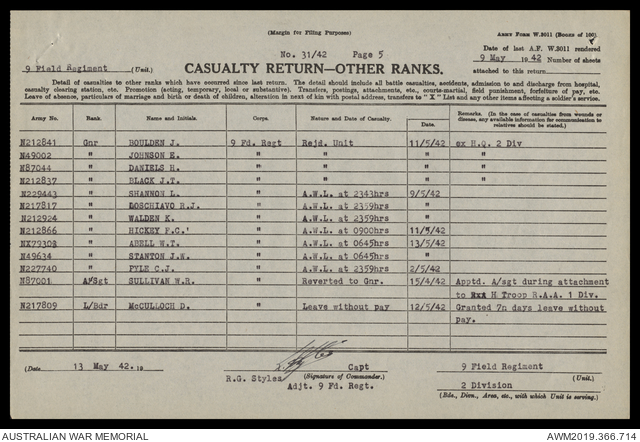 (Margin for Filing Purposes)
ARMY FORM W.3011 (Books of 100)
No. 31/42 Page 5
Date of last A.F. W.3011 rendered
9 Field Regiment (Unit.)
CASUALTY RETURN—OTHER RANKS.
9 May 19 42 Number of sheets
attached to this return
Detail of casualties to other ranks which have occurred since last return. The detail should include all battle casualties, accidents, admission to and discharge from hospital,
casualty clearing station, etc. Promotion (acting, temporary, local or substantive). Transfers, postings, attachments, etc., courts-martial, field punishment, forfeiture of pay, etc.
Leave of absence, particulars of marriage and birth or death of children, alteration in next of kin with postal address, transfers to "X" List and any other items affecting a soldier's service.
Army No. Rank. Name and Initials. Corps. Nature and Date of Casualty. Date. Remarks. (In the case of casualties from wounds or disease, any available information for communication to relatives should be stated.)
N212841 Gnr BOULDEN J. 9 Fd. Regt Rejd. Unit 11/5/42 ex H.Q. 2 Div
N49002 " JOHNSON E. " " " "
N87044 " DANIELS H. " " " "
N212837 " BLACK J.T. " " " "
N229443 " SHANNON L. " A.W.L. at 2343hrs 9/5/42
N217817 " LOSCHIAVO R.J. " A.W.L. at 2359hrs "
N212924 " WALDEN K. " A.W.L. at 2359hrs "
N212866 " HICKEY F.C.' " A.W.L. at 0900hrs 11/5/42
NX79308 " ABELL W.T. " A.W.L. at 0645hrs 13/5/42
N49634 " STANTON J.W. " A.W.L. at 0645hrs "
N227740 " PYLE C.J. " A.W.L. at 2359hrs 2/5/42
N87001 A/Sgt SULLIVAN W.R. " Reverted to Gnr. 15/4/42 Apptd. A/sgt during attachment
to H Troop R.A.A. 1 Div.
N217809 L/Bdr McCULLOCH D. " Leave without pay 12/5/42 Granted 7n days leave without
pay.
(Date. 13 May 42. 19
Capt
9 Field Regiment
R.G. Styles (Signature of Commander.)
(Unit.)
Adjt. 9 Fd. Regt.
2 Division
(Bde., Divn., Area, etc., with which Unit is serving.)
AUSTRALIAN WAR MEMORIAL
AWM2019.366.714